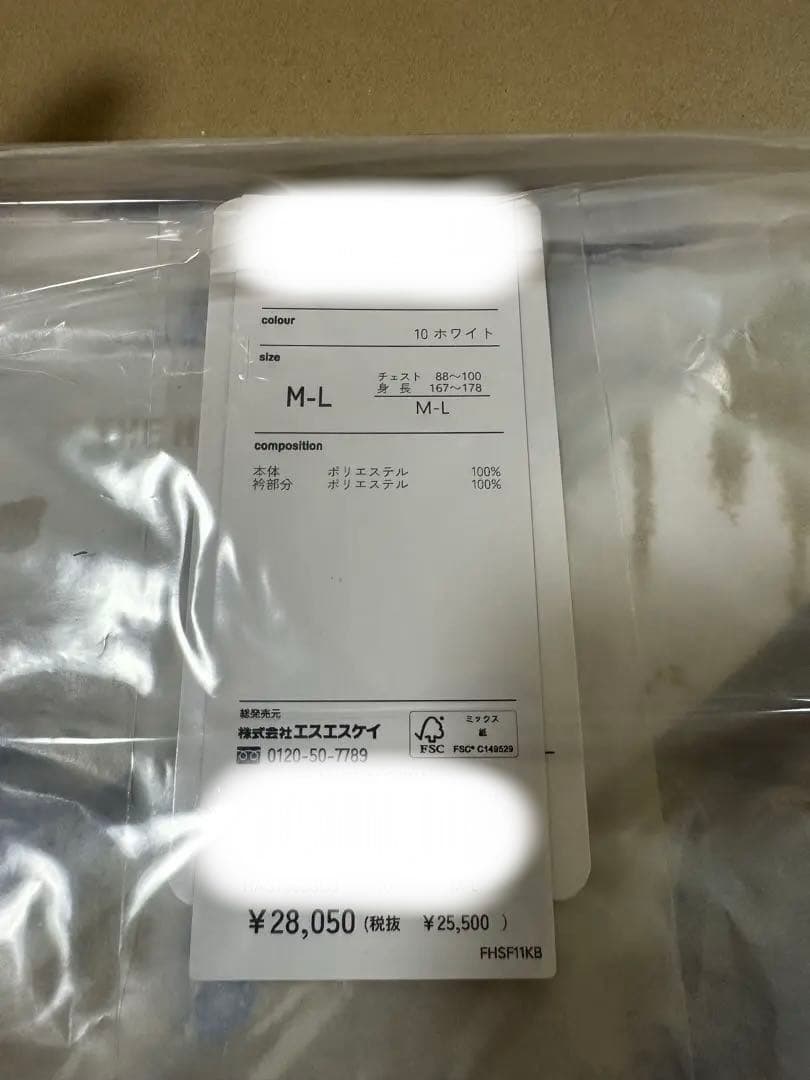 colour
10 ホワイト
size
M-L
チェスト 88〜100
身 長 167〜178
M-L
composition
本体 ポリエステル 100%
衿部分 ポリエステル 100%
総発売元
株式会社エスエスケイ
0120-50-7789
FSC
ミックス
紙
FSC® C149529
¥28,050 (税抜 ¥25,500 )
FHSF11KB